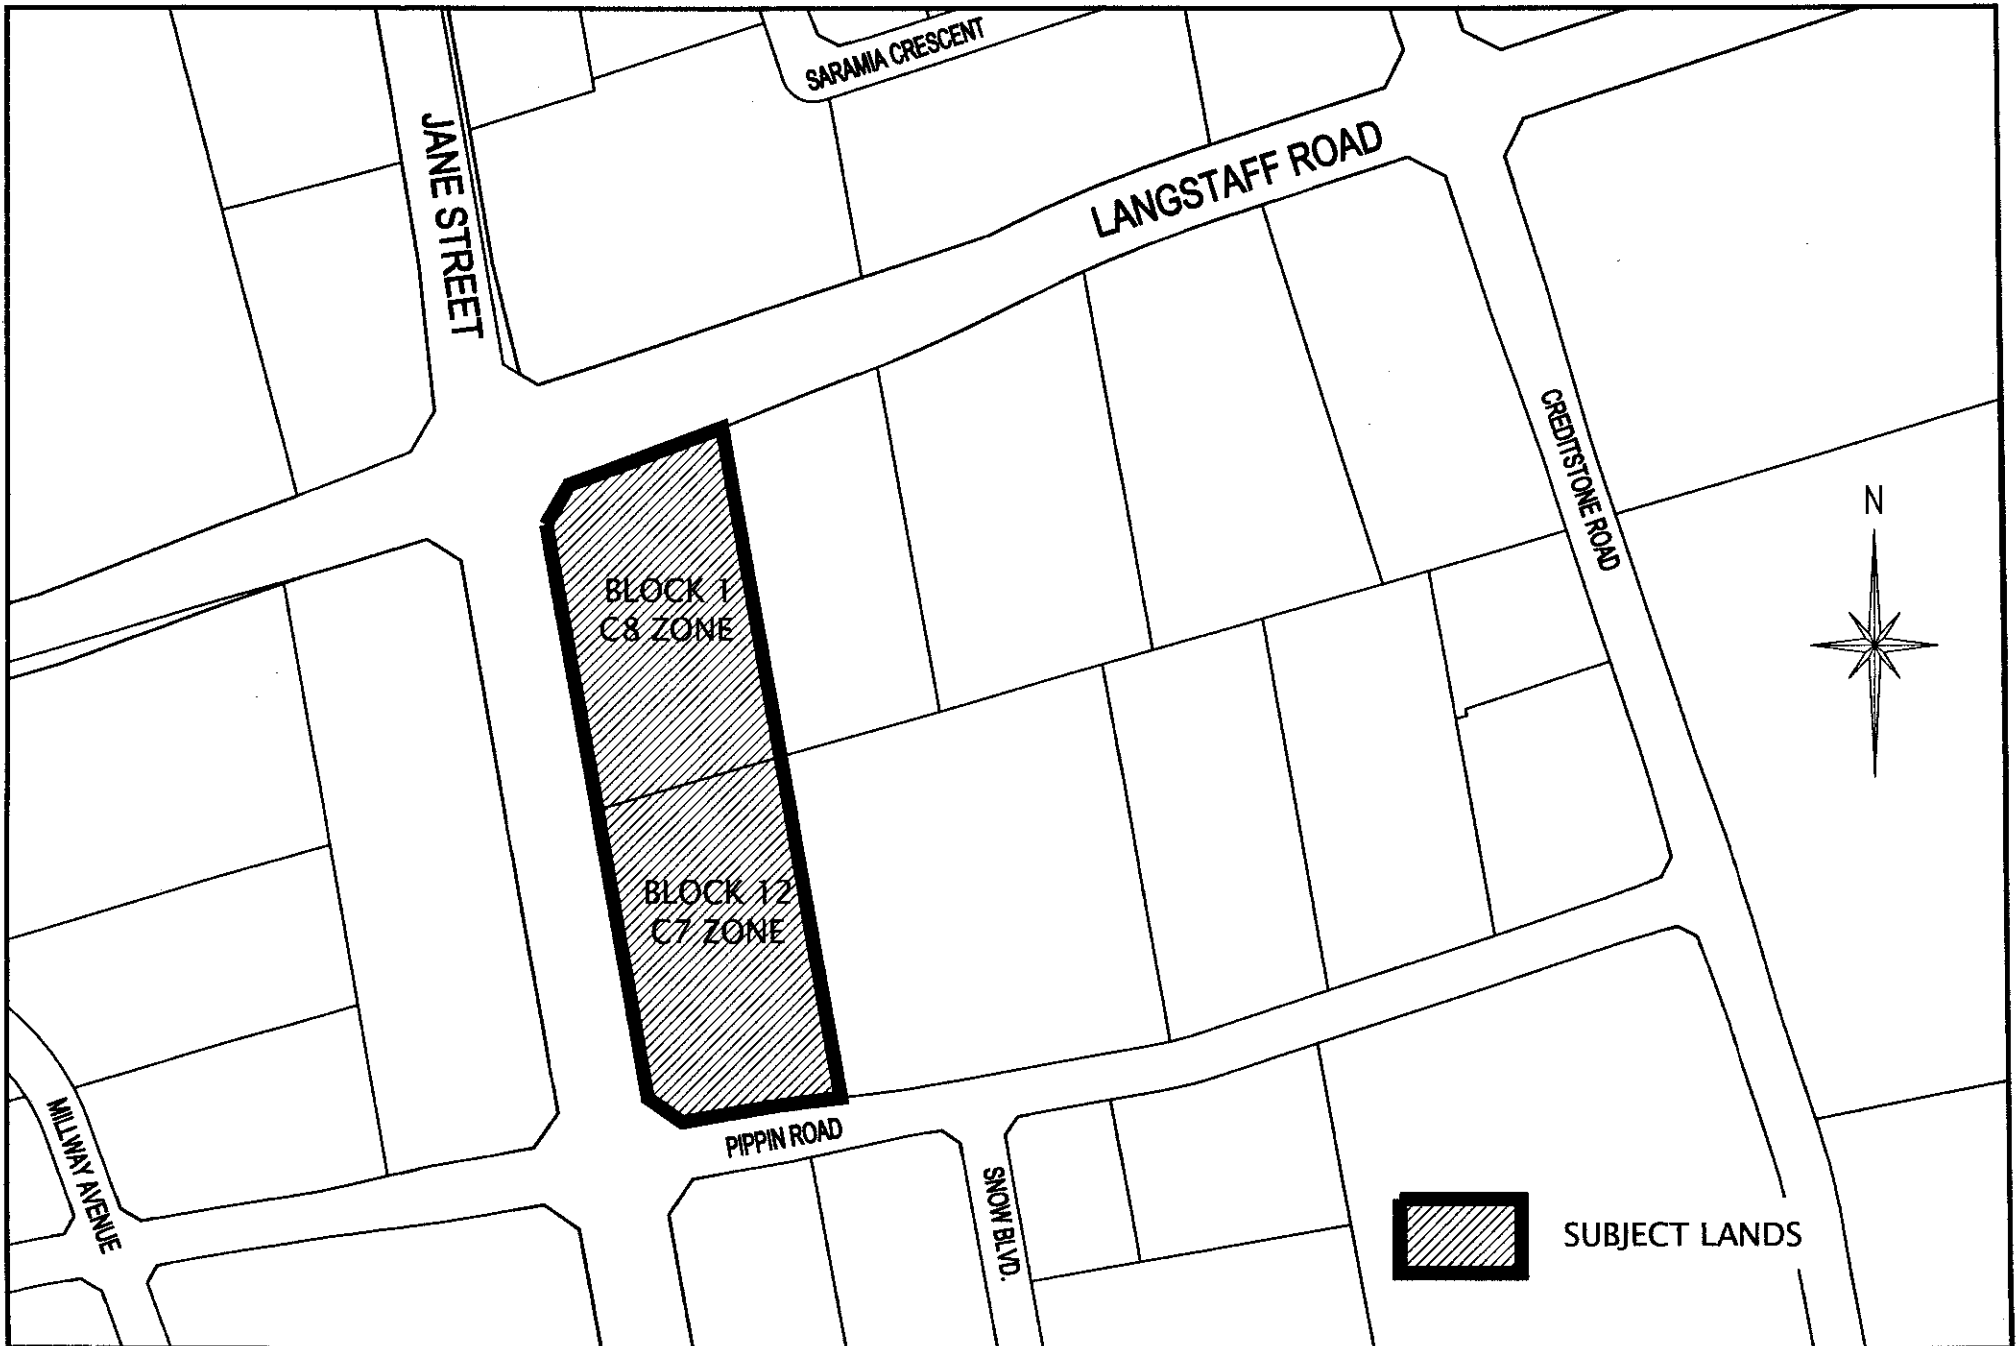 SARAMIA CRESCENT
JANE STREET
LANGSTAFF ROAD
CREDITSTONE ROAD
N
BLOCK 1
C8 ZONE
BLOCK 12
C7 ZONE
MILLWAY AVENUE
PIPPIN ROAD
SNOW BLVD.
SUBJECT LANDS